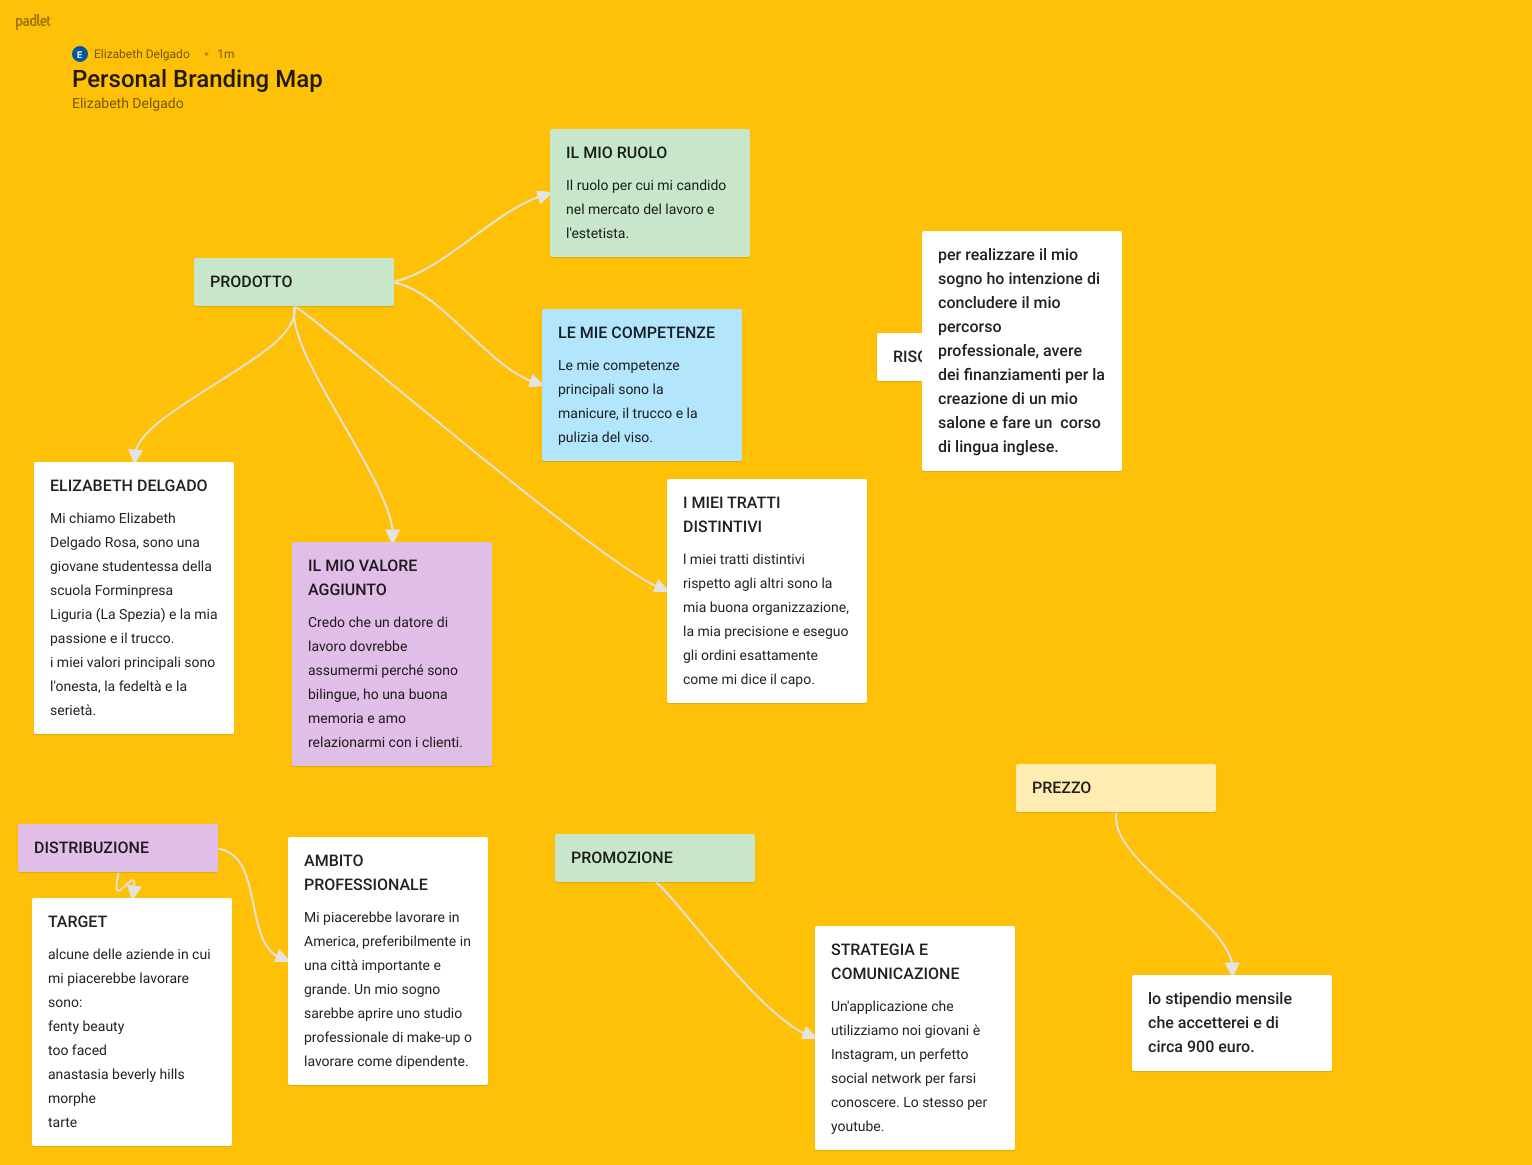 padlet
E Elizabeth Delgado • 1m
Personal Branding Map
Elizabeth Delgado
IL MIO RUOLO
Il ruolo per cui mi candido
nel mercato del lavoro e
l'estetista.
PRODOTTO
LE MIE COMPETENZE
Le mie competenze
principali sono la
manicure, il trucco e la
pulizia del viso.
RISO
per realizzare il mio
sogno ho intenzione di
concludere il mio
percorso
professionale, avere
dei finanziamenti per la
creazione di un mio
salone e fare un  corso
di lingua inglese.
ELIZABETH DELGADO
Mi chiamo Elizabeth
Delgado Rosa, sono una
giovane studentessa della
scuola Forminpresa
Liguria (La Spezia) e la mia
passione e il trucco.
i miei valori principali sono
l'onesta, la fedeltà e la
serietà.
IL MIO VALORE
AGGIUNTO
Credo che un datore di
lavoro dovrebbe
assumermi perché sono
bilingue, ho una buona
memoria e amo
relazionarmi con i clienti.
I MIEI TRATTI
DISTINTIVI
I miei tratti distintivi
rispetto agli altri sono la
mia buona organizzazione,
la mia precisione e eseguo
gli ordini esattamente
come mi dice il capo.
DISTRIBUZIONE
TARGET
alcune delle aziende in cui
mi piacerebbe lavorare
sono:
fenty beauty
too faced
anastasia beverly hills
morphe
tarte
AMBITO
PROFESSIONALE
Mi piacerebbe lavorare in
America, preferibilmente in
una città importante e
grande. Un mio sogno
sarebbe aprire uno studio
professionale di make-up o
lavorare come dipendente.
PROMOZIONE
STRATEGIA E
COMUNICAZIONE
Un'applicazione che
utilizziamo noi giovani è
Instagram, un perfetto
social network per farsi
conoscere. Lo stesso per
youtube.
PREZZO
lo stipendio mensile
che accetterei e di
circa 900 euro.